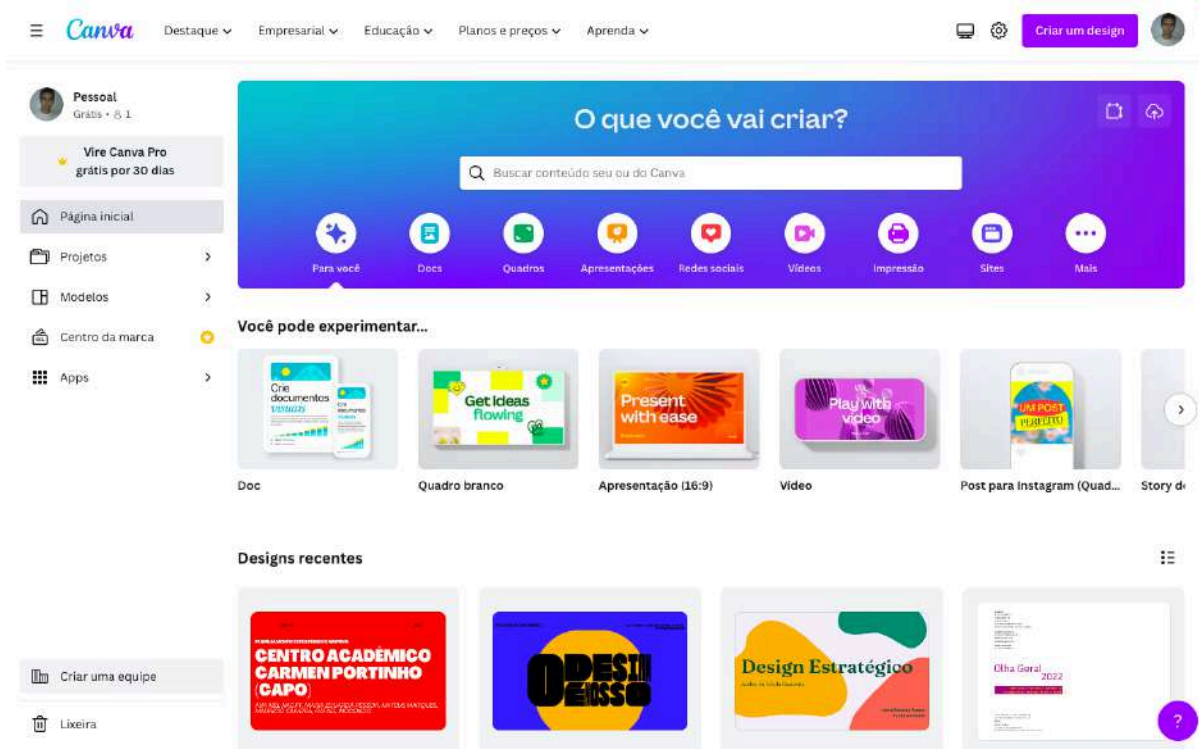 Canva
Destaque
Empresarial
Educação
Planos e preços
Aprenda
Criar um design
Pessoal
Grátis • 1
Vire Canva Pro
grátis por 30 dias
Página inicial
Projetos
Modelos
Centro da marca
Apps
Criar uma equipe
Lixeira
O que você vai criar?
Buscar conteúdo seu ou do Canva
Para você
Docs
Quadros
Apresentações
Redes sociais
Vídeos
Impressão
Sites
Mais
Você pode experimentar...
Crie
documentos
visuais
Get Ideas
flowing
Present
with ease
Play with
video
UM POST
PERFEITO
Doc
Quadro branco
Apresentação (16:9)
Vídeo
Post para Instagram (Quad...
Story d
Designs recentes
CENTRO ACADÊMICO
CARMEN PORTINHO
(CAPO)
Design Estratégico
Olha Geral
2022
?